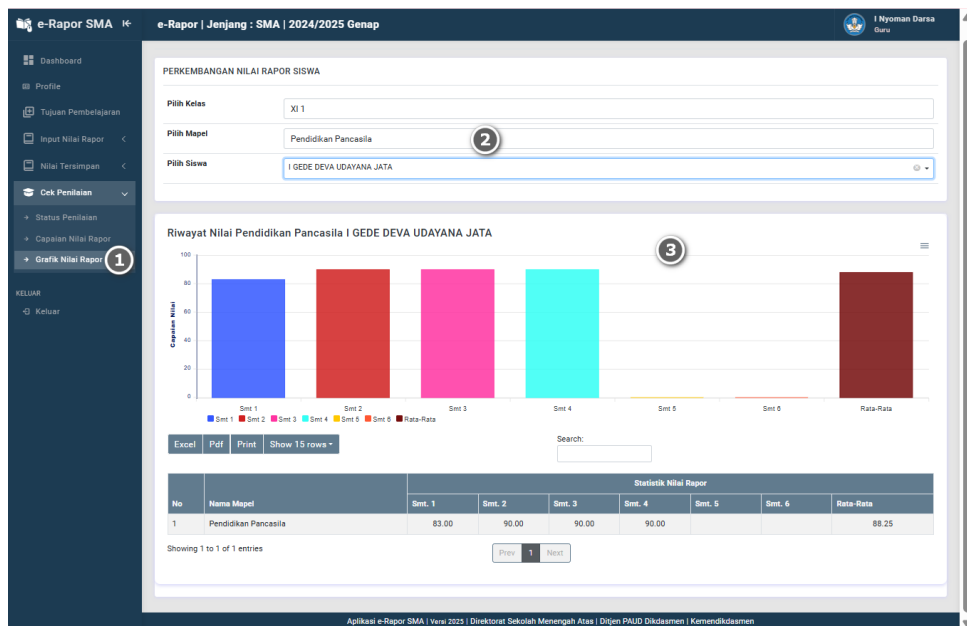 e-Rapor SMA
e-Rapor | Jenjang : SMA | 2024/2025 Genap
I Nyoman Darsa
Guru
Dashboard
Profile
Tujuan Pembelajaran
Input Nilai Rapor
Nilai Tersimpan
Cek Penilaian
Status Penilaian
Capaian Nilai Rapor
Grafik Nilai Rapor 1
KELUAR
Keluar
PERKEMBANGAN NILAI RAPOR SISWA
Pilih Kelas XI 1
Pilih Mapel Pendidikan Pancasila 2
Pilih Siswa I GEDE DEVA UDAYANA JATA
Riwayat Nilai Pendidikan Pancasila I GEDE DEVA UDAYANA JATA
3
Capaian Nilai
100
80
60
40
20
0
Smt 1 Smt 2 Smt 3 Smt 4 Smt 5 Smt 6 Rata-Rata
Smt 1 Smt 2 Smt 3 Smt 4 Smt 5 Smt 6 Rata-Rata
Excel Pdf Print Show 15 rows
Search:
Statistik Nilai Rapor
No Nama Mapel Smt. 1 Smt. 2 Smt. 3 Smt. 4 Smt. 5 Smt. 6 Rata-Rata
1 Pendidikan Pancasila 83.00 90.00 90.00 90.00 88.25
Showing 1 to 1 of 1 entries
Prev 1 Next
Aplikasi e-Rapor SMA | Versi 2025 | Direktorat Sekolah Menengah Atas | Ditjen PAUD Dikdasmen | Kemendikdasmen